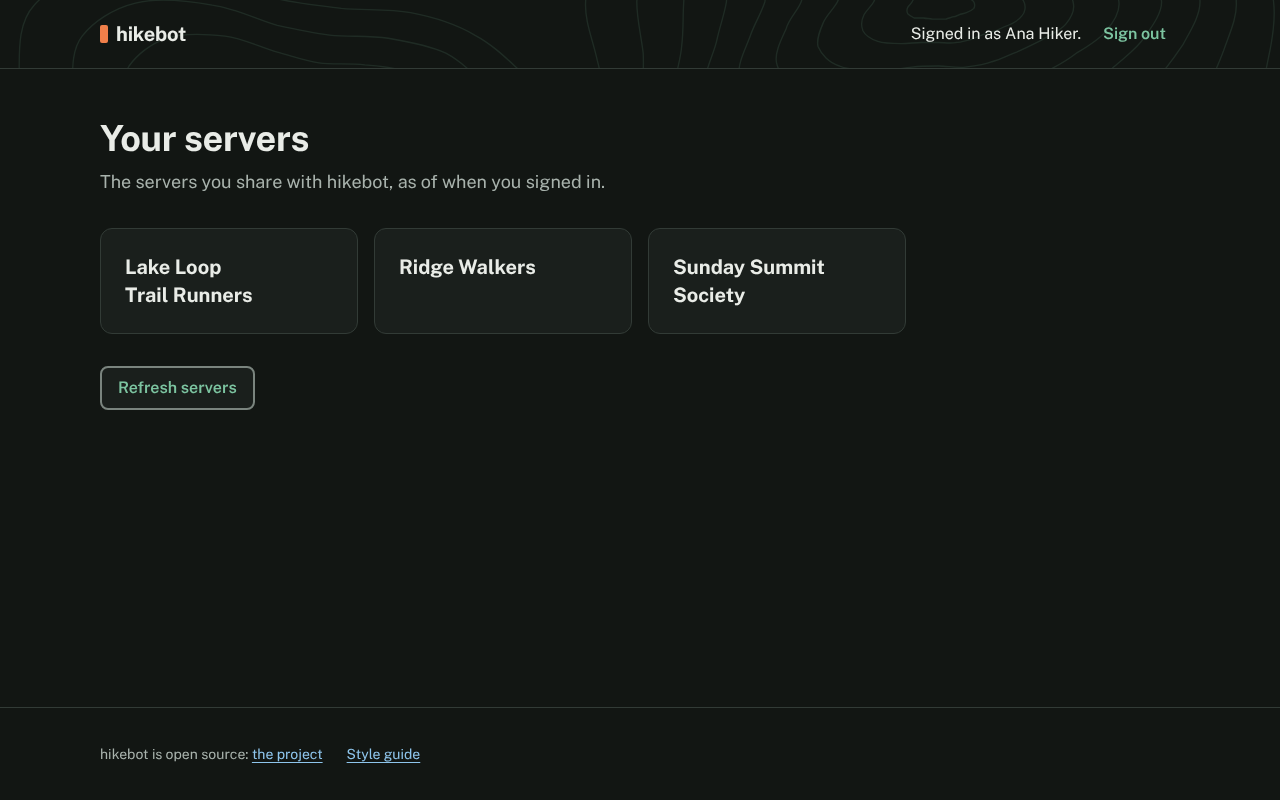 hikebot
Signed in as Ana Hiker.
Sign out
Your servers
The servers you share with hikebot, as of when you signed in.
Lake Loop
Trail Runners
Ridge Walkers
Sunday Summit
Society
Refresh servers
hikebot is open source: the project
Style guide